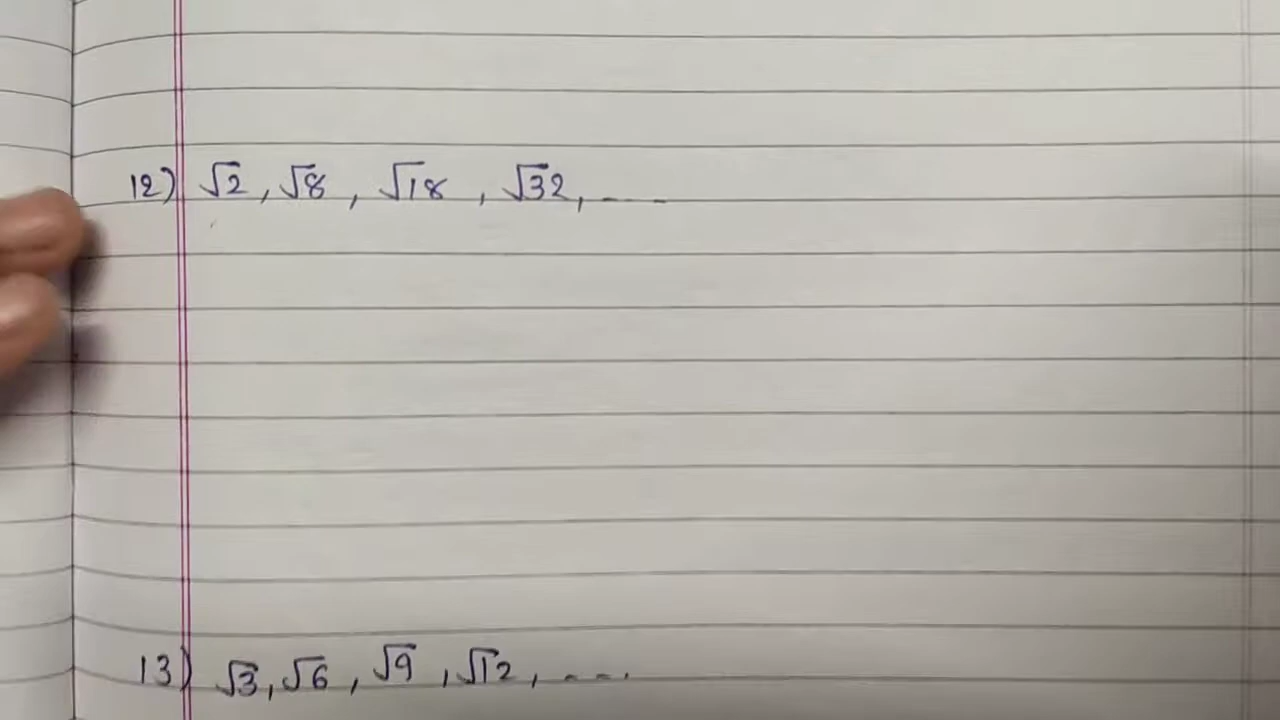 12) √2, √8, √18, √32, ----
13) √3, √6, √9, √12, ----